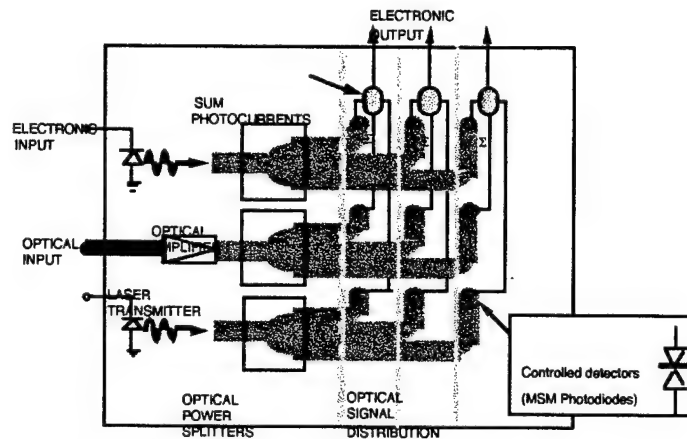 ELECTRONIC
OUTPUT
SUM
PHOTOCURRENTS
ELECTRONIC
INPUT
Σ
OPTICAL
OPTICAL
INPUT
LASER
TRANSMITTER
Controlled detectors
(MSM Photodiodes)
OPTICAL
POWER
SPLITTERS
OPTICAL
SIGNAL
DISTRIBUTION